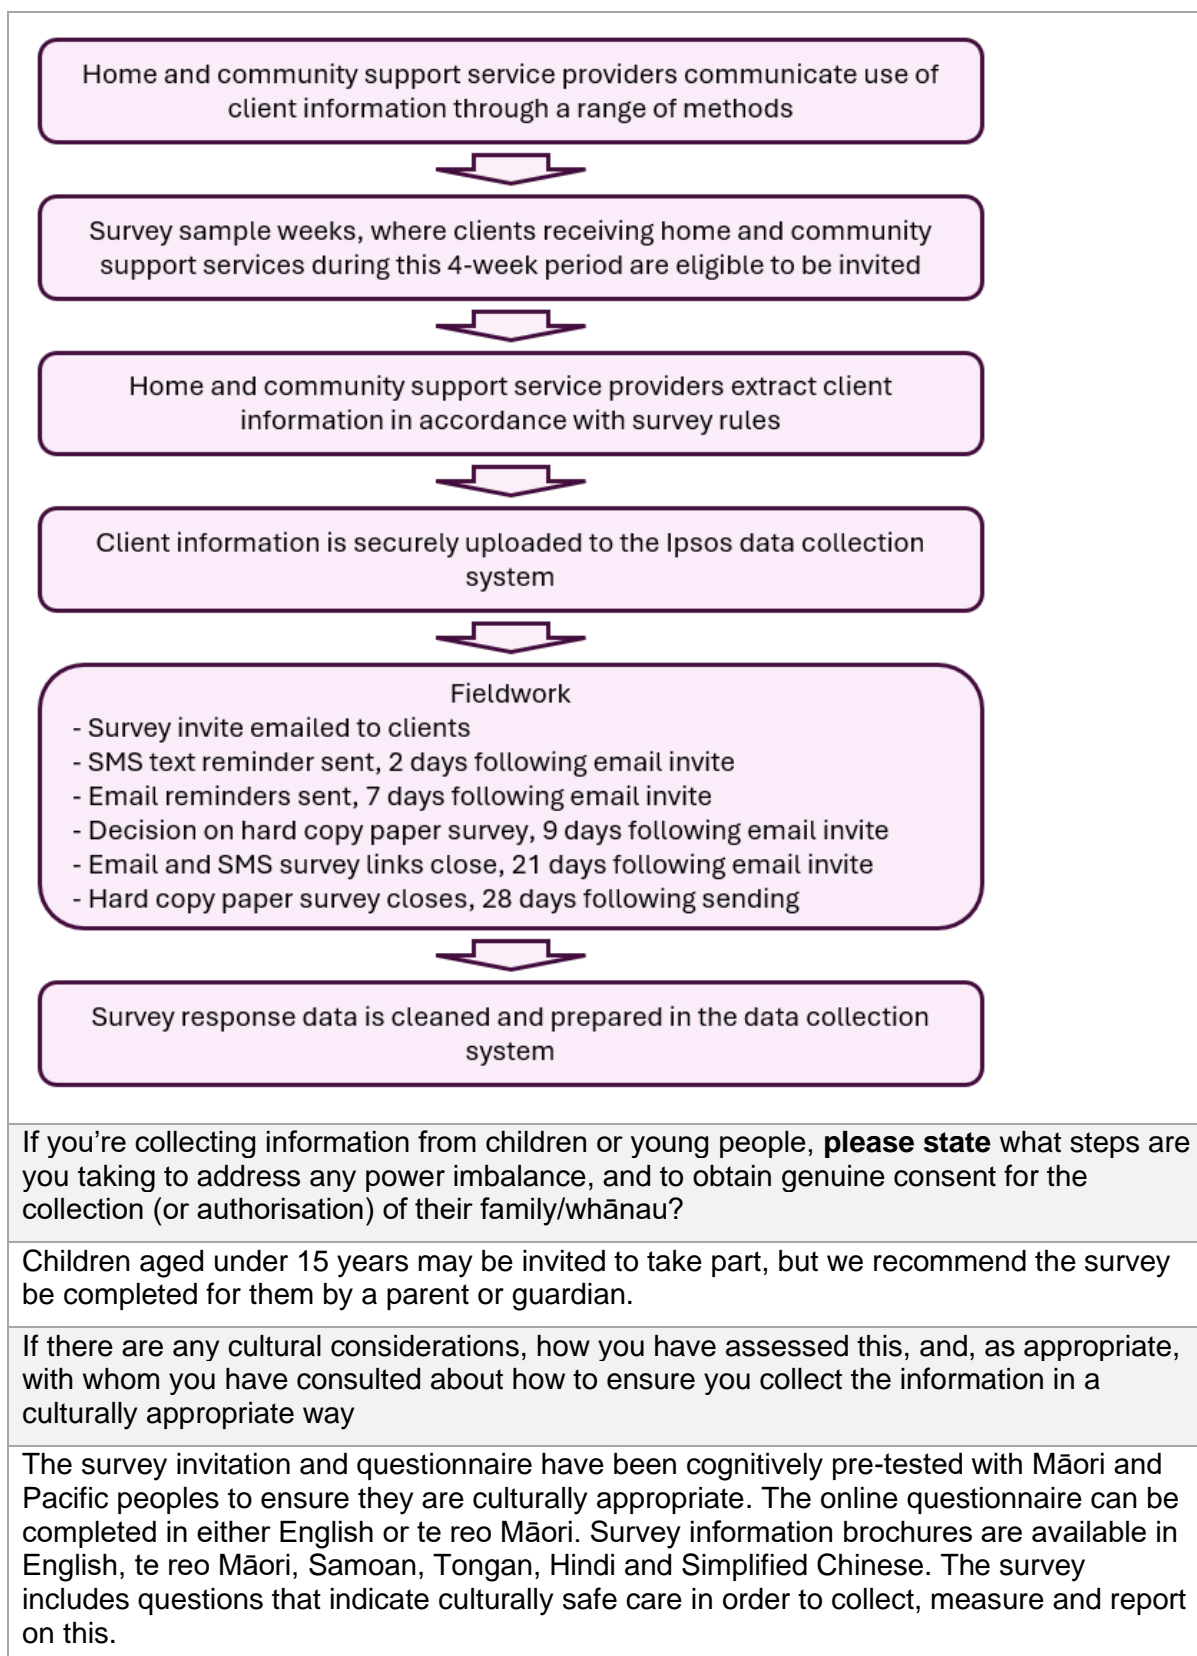 Home and community support service providers communicate use of
client information through a range of methods
Survey sample weeks, where clients receiving home and community
support services during this 4-week period are eligible to be invited
Home and community support service providers extract client
information in accordance with survey rules
Client information is securely uploaded to the Ipsos data collection
system
Fieldwork
- Survey invite emailed to clients
- SMS text reminder sent, 2 days following email invite
- Email reminders sent, 7 days following email invite
- Decision on hard copy paper survey, 9 days following email invite
- Email and SMS survey links close, 21 days following email invite
- Hard copy paper survey closes, 28 days following sending
Survey response data is cleaned and prepared in the data collection
system
If you’re collecting information from children or young people, please state what steps are
you taking to address any power imbalance, and to obtain genuine consent for the
collection (or authorisation) of their family/whānau?
Children aged under 15 years may be invited to take part, but we recommend the survey
be completed for them by a parent or guardian.
If there are any cultural considerations, how you have assessed this, and, as appropriate,
with whom you have consulted about how to ensure you collect the information in a
culturally appropriate way
The survey invitation and questionnaire have been cognitively pre-tested with Māori and
Pacific peoples to ensure they are culturally appropriate. The online questionnaire can be
completed in either English or te reo Māori. Survey information brochures are available in
English, te reo Māori, Samoan, Tongan, Hindi and Simplified Chinese. The survey
includes questions that indicate culturally safe care in order to collect, measure and report
on this.